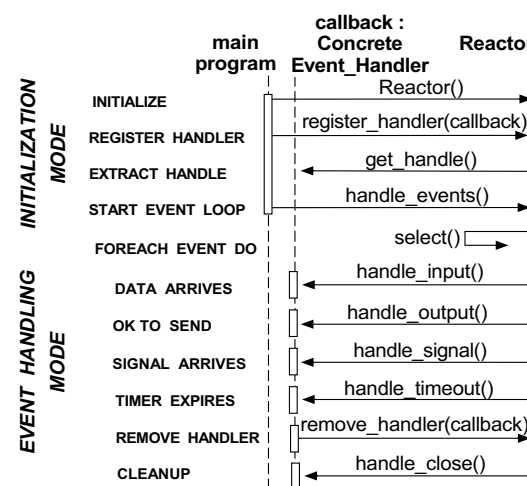 main
program
callback :
Concrete
Event_Handler
Reactor
INITIALIZATION
MODE
INITIALIZE
Reactor()
REGISTER HANDLER
register_handler(callback)
EXTRACT HANDLE
get_handle()
START EVENT LOOP
handle_events()
FOREACH EVENT DO
select()
EVENT HANDLING
MODE
DATA ARRIVES
handle_input()
OK TO SEND
handle_output()
SIGNAL ARRIVES
handle_signal()
TIMER EXPIRES
handle_timeout()
REMOVE HANDLER
remove_handler(callback)
CLEANUP
handle_close()